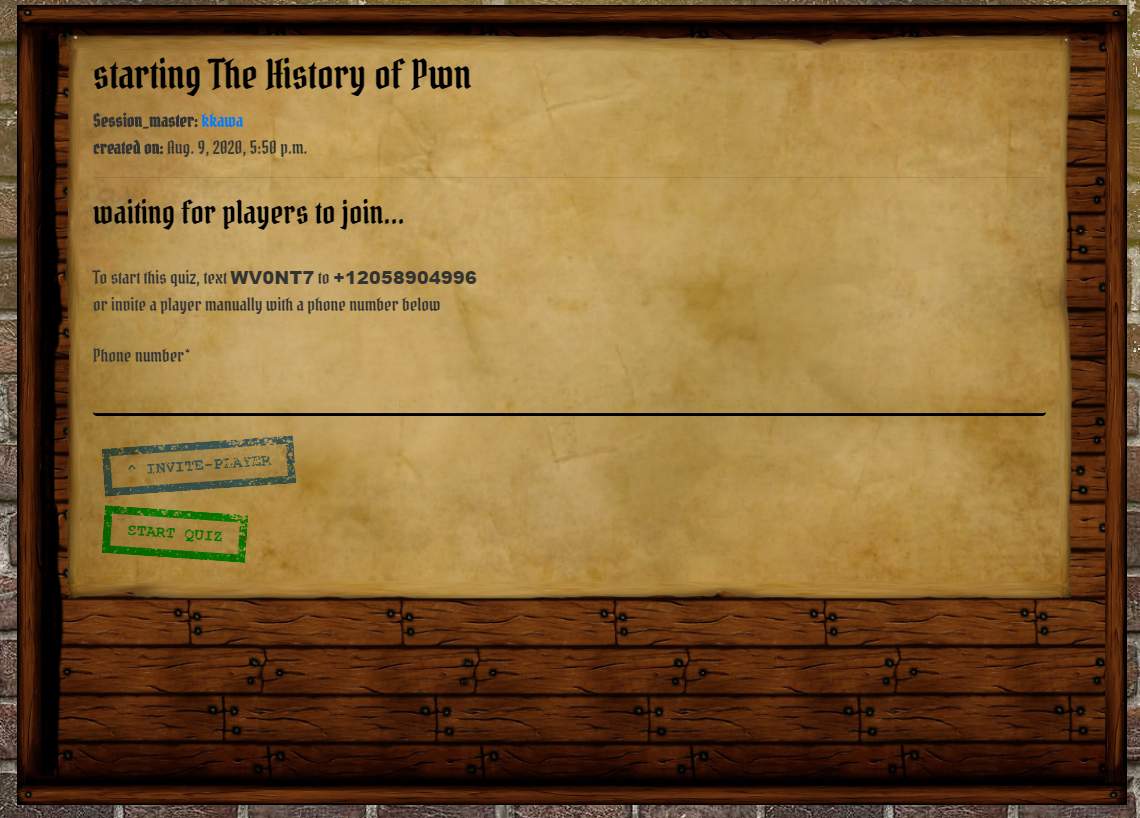 starting The History of Pwn
Session_master: kkawa
created on: Aug. 9, 2020, 5:50 p.m.
waiting for players to join...
To start this quiz, text WV0NT7 to +12058904996
or invite a player manually with a phone number below
Phone number*
^ INVITE-PLAYER
START QUIZ